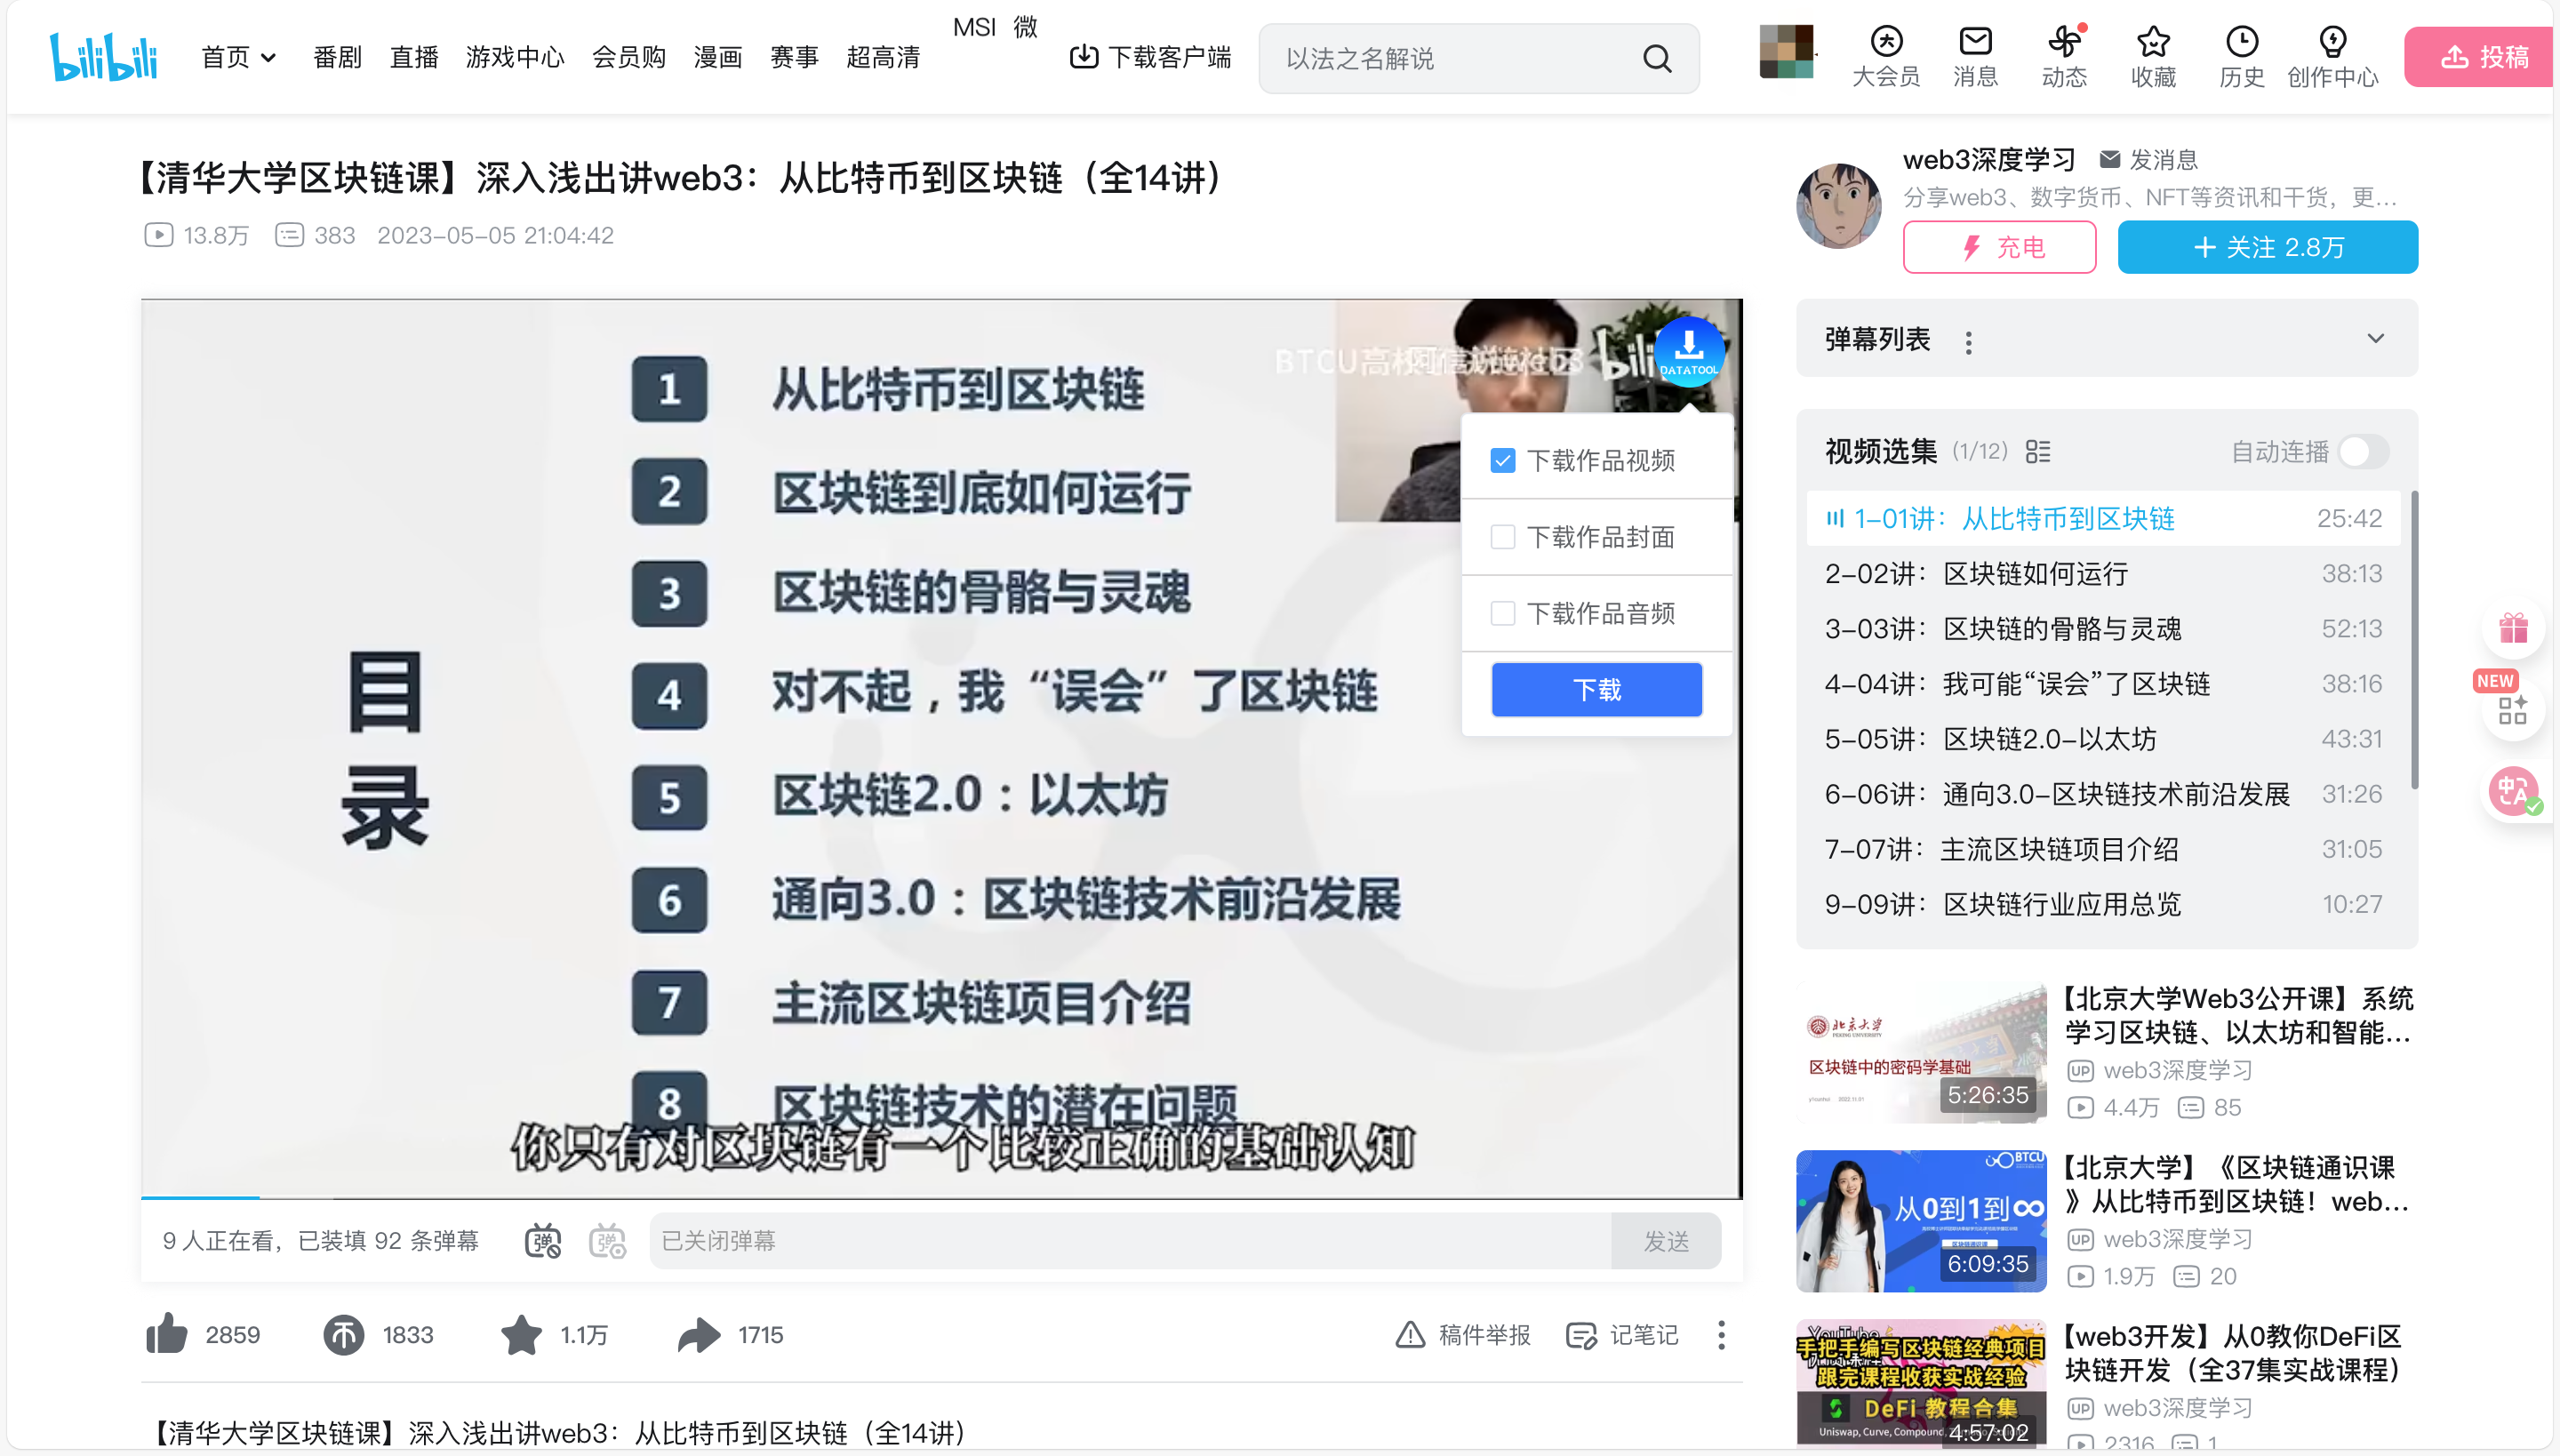 bilibili
首页
番剧
直播
游戏中心
会员购
漫画
赛事
超高清
MSI
微
下载客户端
以法之名解说
大会员
消息
动态
收藏
历史
创作中心
投稿
【清华大学区块链课】深入浅出讲web3：从比特币到区块链（全14讲）
13.8万 383 2023-05-05 21:04:42
web3深度学习 发消息
分享web3、数字货币、NFT等资讯和干货，更...
充电
+ 关注 2.8万
目录
1 从比特币到区块链
2 区块链到底如何运行
3 区块链的骨骼与灵魂
4 对不起，我“误会”了区块链
5 区块链2.0：以太坊
6 通向3.0：区块链技术前沿发展
7 主流区块链项目介绍
8 区块链技术的潜在问题
你只有对区块链有一个比较正确的基础认知
DATATOOL
下载作品视频
下载作品封面
下载作品音频
下载
9 人正在看，已装填 92 条弹幕
已关闭弹幕
发送
2859
1833
1.1万
1715
稿件举报
记笔记
【清华大学区块链课】深入浅出讲web3：从比特币到区块链（全14讲）
弹幕列表
视频选集 (1/12)
自动连播
1-01讲：从比特币到区块链 25:42
2-02讲：区块链如何运行 38:13
3-03讲：区块链的骨骼与灵魂 52:13
4-04讲：我可能“误会”了区块链 38:16
5-05讲：区块链2.0-以太坊 43:31
6-06讲：通向3.0-区块链技术前沿发展 31:26
7-07讲：主流区块链项目介绍 31:05
9-09讲：区块链行业应用总览 10:27
NEW
北京大学
PEKING UNIVERSITY
区块链中的密码学基础
5:26:35
【北京大学Web3公开课】系统
学习区块链、以太坊和智能...
UP web3深度学习
4.4万 85
BTCU
从0到1到∞
6:09:35
【北京大学】《区块链通识课
》从比特币到区块链！web...
UP web3深度学习
1.9万 20
YouTube
手把手编写区块链经典项目
跟完课程收获实战经验
DeFi 教程合集
Uniswap, Curve, Compound,
4:57:02
【web3开发】从0教你DeFi区
块链开发（全37集实战课程）
UP web3深度学习
2316 1